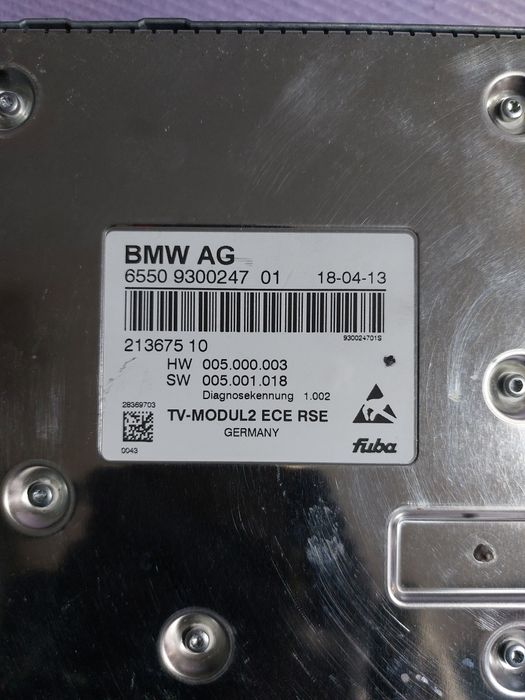 BMW AG
6550 9300247 01 18-04-13
930024701S
213675 10
HW 005.000.003
SW 005.001.018
Diagnosekennung 1.002
28369703
TV-MODUL2 ECE RSE
GERMANY
0043
fuba